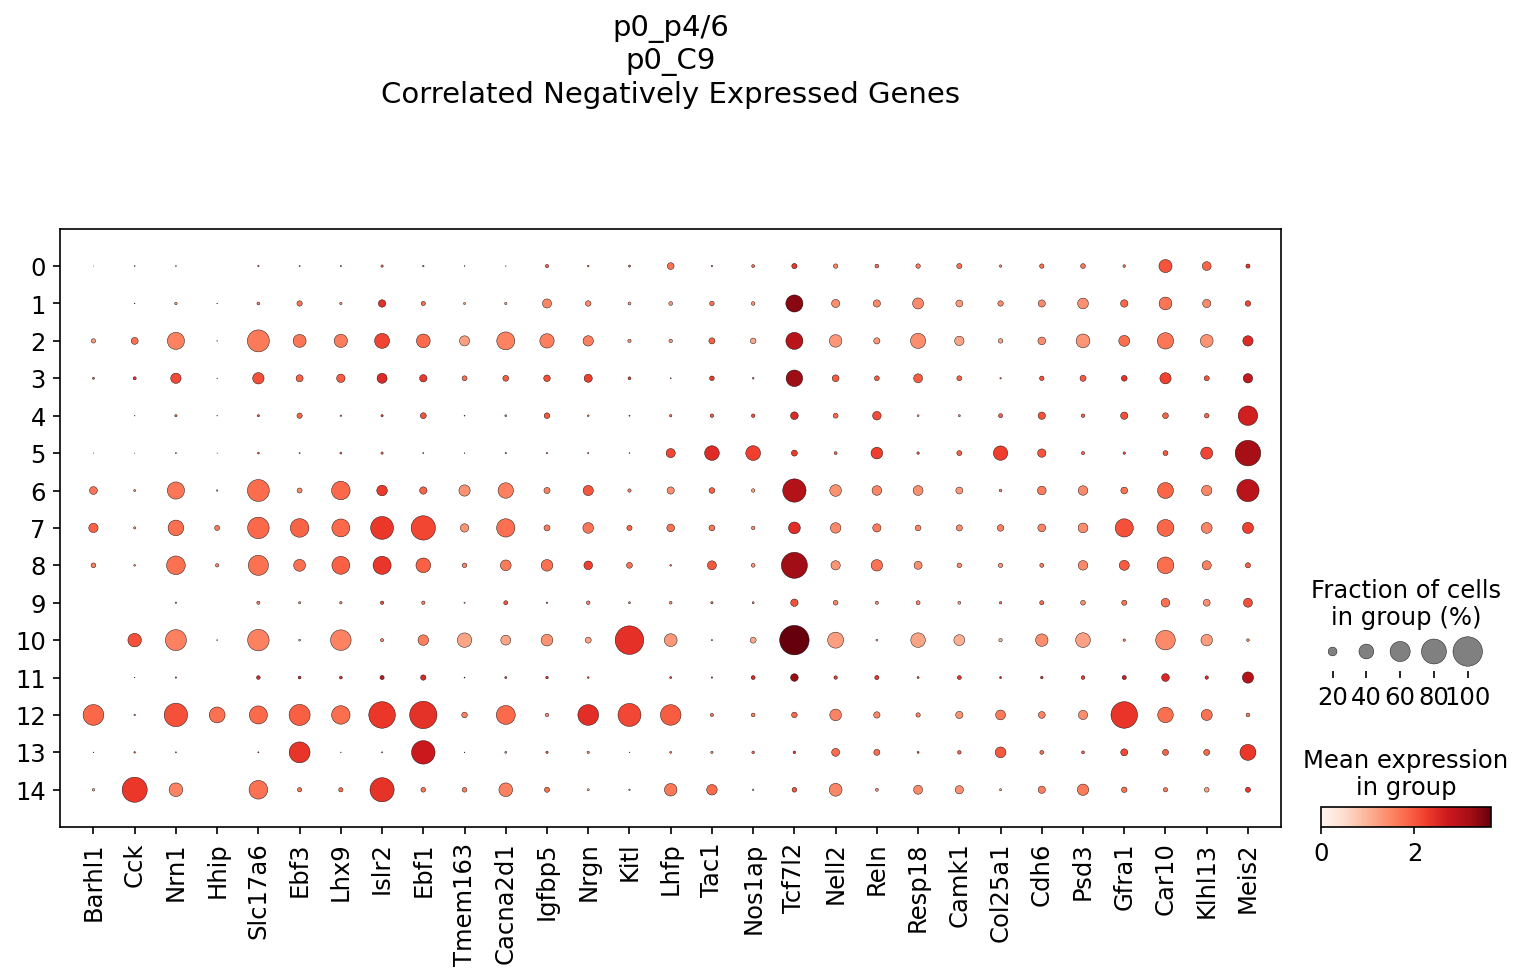 p0_p4/6
p0_C9
Correlated Negatively Expressed Genes
0
1
2
3
4
5
6
7
8
9
10
11
12
13
14
Barhl1 Cck Nrn1 Hhip Slc17a6 Ebf3 Lhx9 Islr2 Ebf1 Tmem163 Cacna2d1 Igfbp5 Nrgn Kitl Lhfp Tac1 Nos1ap Tcf7l2 Nell2 Reln Resp18 Camk1 Col25a1 Cdh6 Psd3 Gfra1 Car10 Klhl13 Meis2
Fraction of cells
in group (%)
20 40 60 80 100
Mean expression
in group
0 2